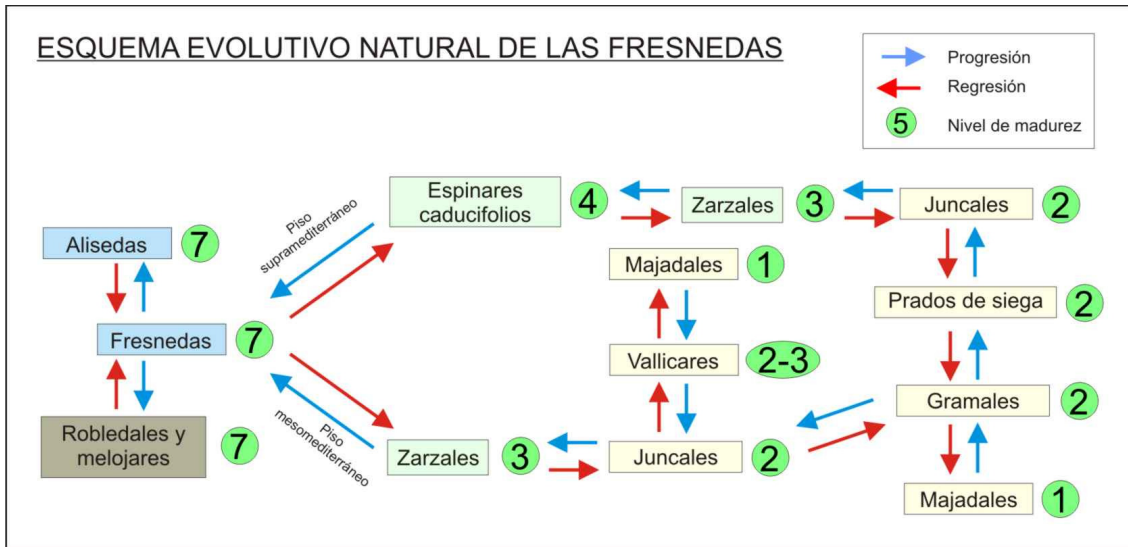 ESQUEMA EVOLUTIVO NATURAL DE LAS FRESNEDAS
Progresión
Regresión
5 Nivel de madurez
Espinares
caducifolios
4
Zarzales
3
Juncales
2
Piso
supramediterráneo
Alisedas
7
Majadales
1
Prados de siega
2
Fresnedas
7
Vallicares
2-3
Gramales
2
Robledales y
melojares
7
Piso
mesomediterráneo
Zarzales
3
Juncales
2
Majadales
1